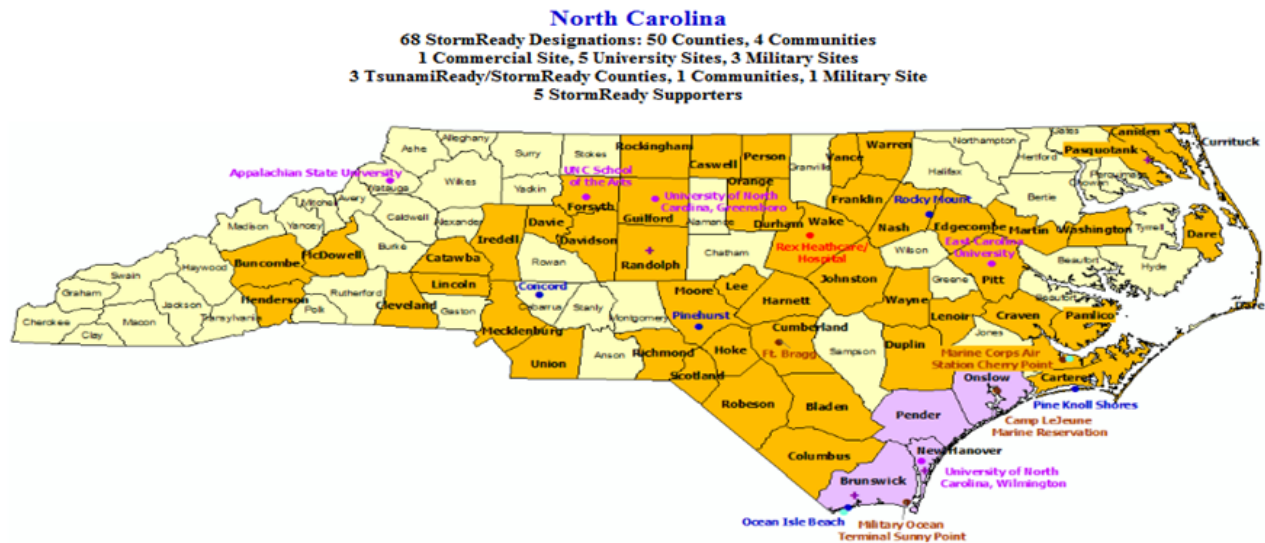 North Carolina
68 StormReady Designations: 50 Counties, 4 Communities
1 Commercial Site, 5 University Sites, 3 Military Sites
3 TsunamiReady/StormReady Counties, 1 Communities, 1 Military Site
5 StormReady Supporters
Ashe
Alleghany
Surry
Stokes
Rockingham
Caswell
Person
Granville
Vance
Warren
Northampton
Gates
Camden
Currituck
Pasquotank
Hertford
Halifax
Perquimans
Chowan
Bertie
Appalachian State University
Watauga
Wilkes
Yadkin
UNC School
of the Arts
Forsyth
University of North
Carolina, Greensboro
Guilford
Alamance
Orange
Durham
Wake
Franklin
Rocky Mount
Nash
Edgecombe
Martin
Washington
Tyrrell
Dare
Mitchell
Avery
Caldwell
Alexander
Iredell
Davie
Davidson
Randolph
Chatham
Rex Heathcare/
Hospital
Wilson
East Carolina
University
Pitt
Beaufort
Hyde
Madison
Yancey
Burke
McDowell
Buncombe
Haywood
Swain
Graham
Cherokee
Clay
Macon
Jackson
Transylvania
Henderson
Polk
Rutherford
Cleveland
Catawba
Lincoln
Gaston
Rowan
Concord
Cabarrus
Stanly
Montgomery
Mecklenburg
Union
Anson
Richmond
Moore
Pinehurst
Lee
Harnett
Johnston
Wayne
Greene
Lenoir
Craven
Beaufort
Pamlico
Dare
Jones
Cumberland
Ft. Bragg
Hoke
Scotland
Sampson
Duplin
Marine Corps Air
Station Cherry Point
Onslow
Carteret
Pine Knoll Shores
Camp LeJeune
Marine Reservation
Robeson
Bladen
Pender
Columbus
New Hanover
University of North
Carolina, Wilmington
Brunswick
Ocean Isle Beach
Military Ocean
Terminal Sunny Point